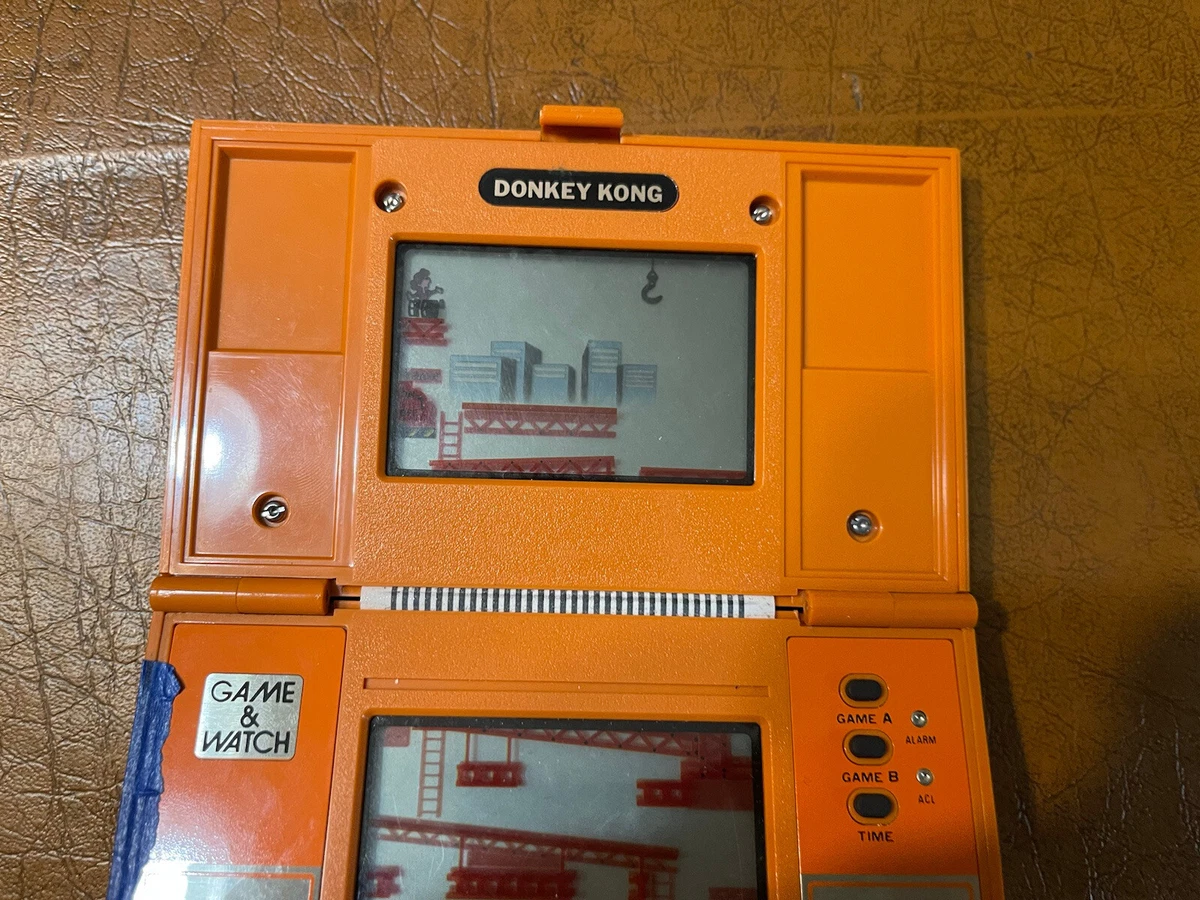 DONKEY KONG
GAME
&
WATCH
GAME A
ALARM
GAME B
ACL
TIME